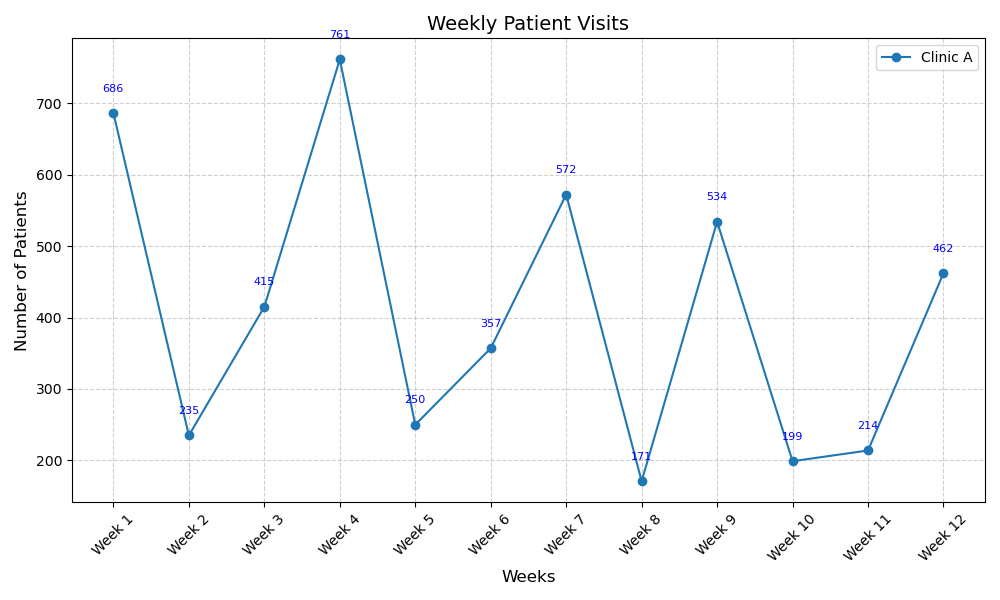 Weekly Patient Visits
Clinic A
Number of Patients
700
600
500
400
300
200
686
235
415
761
250
357
572
171
534
199
214
462
Week 1
Week 2
Week 3
Week 4
Week 5
Week 6
Week 7
Week 8
Week 9
Week 10
Week 11
Week 12
Weeks